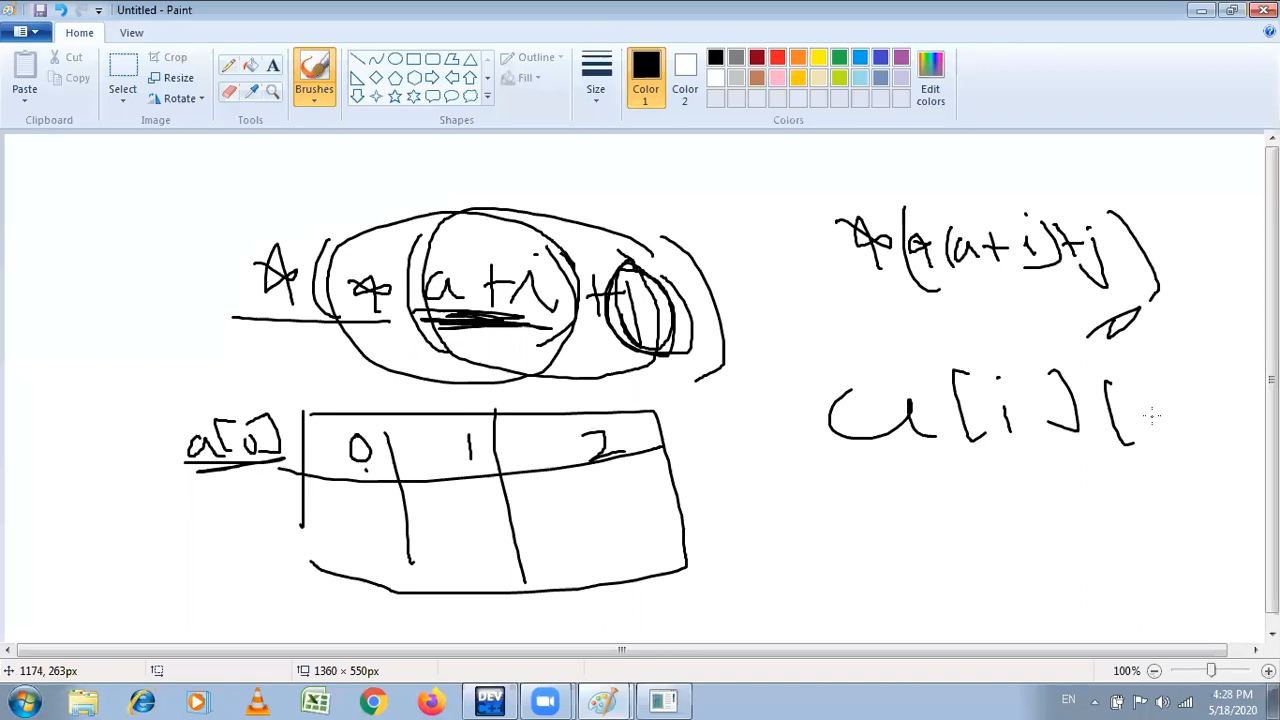 Untitled - Paint
Home View
Paste
Cut
Copy
Clipboard
Select
Crop
Resize
Rotate
Image
A
Tools
Brushes
Outline
Fill
Shapes
Size
Color 1
Color 2
Edit colors
Colors
* ( * ( a + i ) +
* ( * (a + i) + j )
a [ i ] [
a[0] 0 1 2
1174, 263px
1360 × 550px
100%
DEV
EN
4:28 PM
5/18/2020